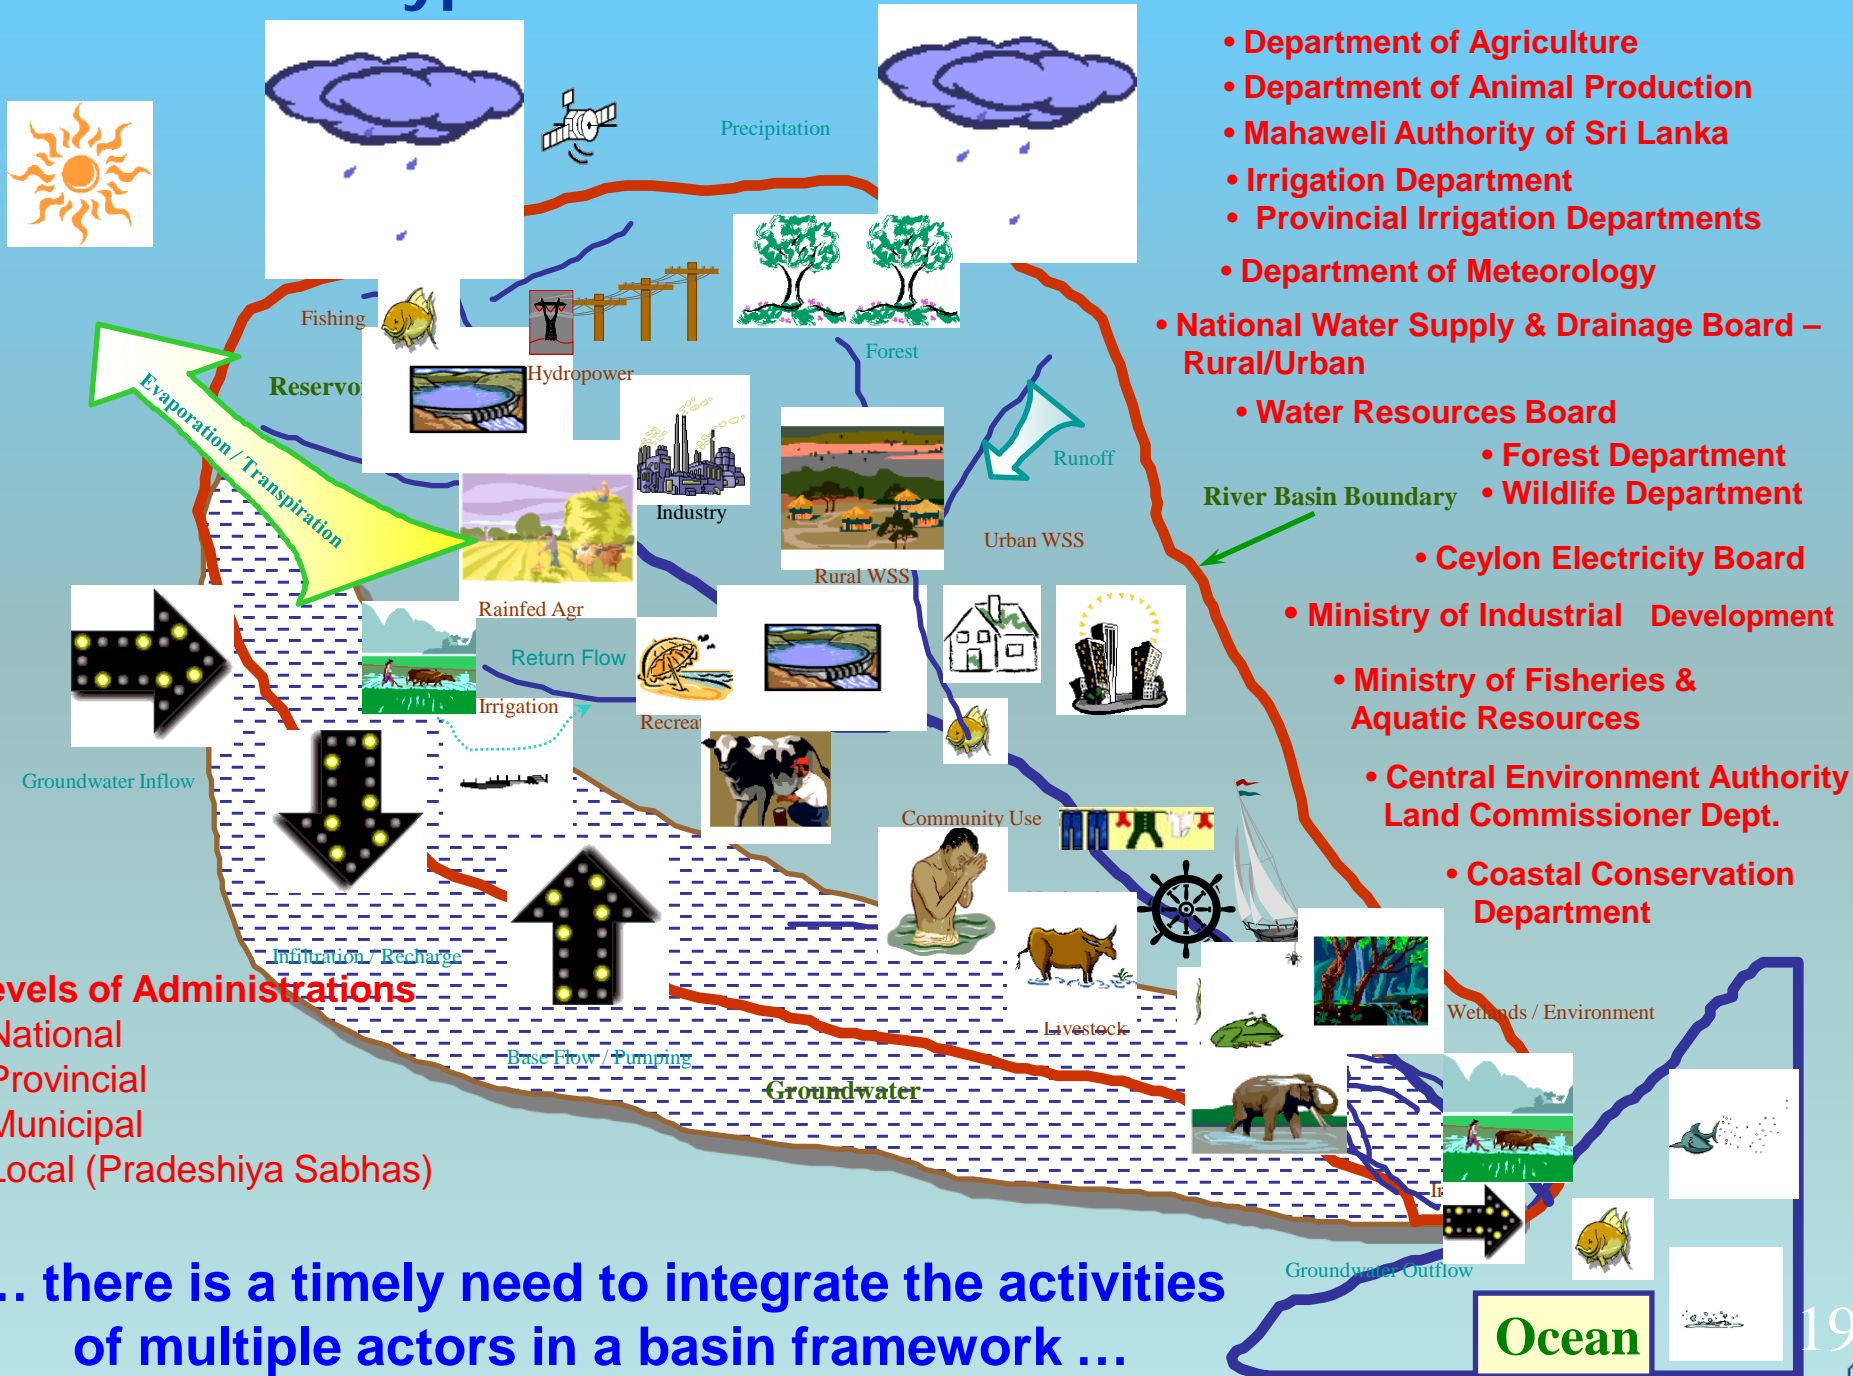 Precipitation
• Department of Agriculture
• Department of Animal Production
• Mahaweli Authority of Sri Lanka
• Irrigation Department
• Provincial Irrigation Departments
• Department of Meteorology
• National Water Supply & Drainage Board –
Rural/Urban
• Water Resources Board
• Forest Department
• Wildlife Department
• Ceylon Electricity Board
• Ministry of Industrial Development
• Ministry of Fisheries &
Aquatic Resources
• Central Environment Authority
Land Commissioner Dept.
• Coastal Conservation
Department
Fishing
Hydropower
Forest
Evaporation / Transpiration
Industry
Runoff
River Basin Boundary
Urban WSS
Rural WSS
Rainfed Agr
Return Flow
Irrigation
Groundwater Inflow
Community Use
Infiltration / Recharge
Livestock
Wetlands / Environment
Base Flow / Pumping
Groundwater
of Administrations
National
Provincial
Municipal
Local (Pradeshiya Sabhas)
Groundwater Outflow
.. there is a timely need to integrate the activities
of multiple actors in a basin framework …
Ocean
19